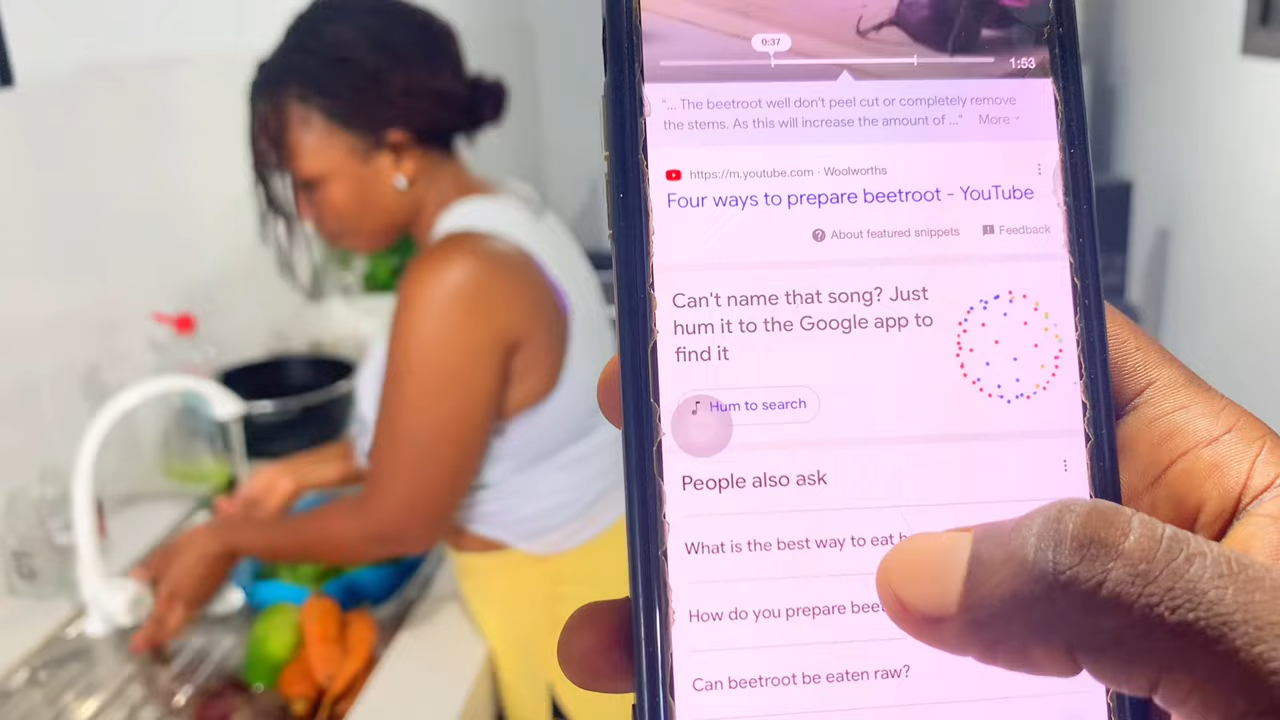 0:37
1:53
"... The beetroot well don't peel cut or completely remove
the stems. As this will increase the amount of ..." More
https://m.youtube.com · Woolworths
Four ways to prepare beetroot - YouTube
About featured snippets Feedback
Can't name that song? Just
hum it to the Google app to
find it
Hum to search
People also ask
What is the best way to eat
How do you prepare
Can beetroot be eaten raw?